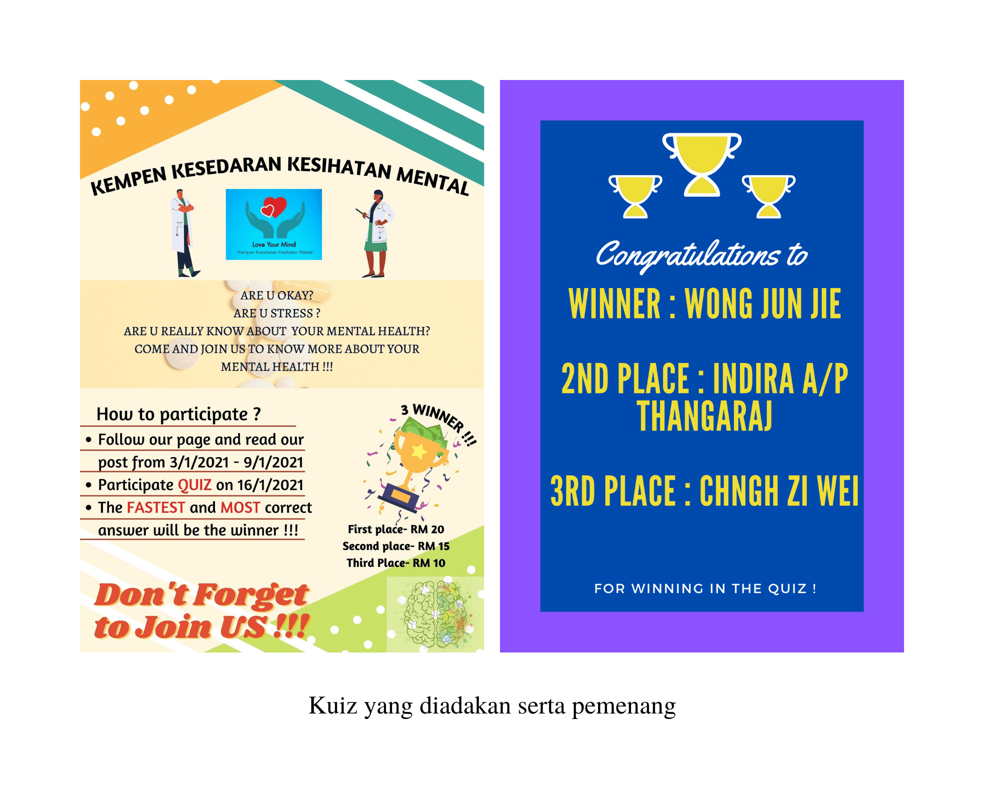 KEMPEN KESEDARAN KESIHATAN MENTAL
Love Your Mind
Kempen Kesedaran Kesihatan Mental
ARE U OKAY?
ARE U STRESS ?
ARE U REALLY KNOW ABOUT YOUR MENTAL HEALTH?
COME AND JOIN US TO KNOW MORE ABOUT YOUR
MENTAL HEALTH !!!
How to participate ?
• Follow our page and read our
post from 3/1/2021 - 9/1/2021
• Participate QUIZ on 16/1/2021
• The FASTEST and MOST correct
answer will be the winner !!!
3 WINNER !!!
First place- RM 20
Second place- RM 15
Third Place- RM 10
Don't Forget
to Join US !!!
Congratulations to
WINNER : WONG JUN JIE
2ND PLACE : INDIRA A/P
THANGARAJ
3RD PLACE : CHNGH ZI WEI
FOR WINNING IN THE QUIZ !
Kuiz yang diadakan serta pemenang